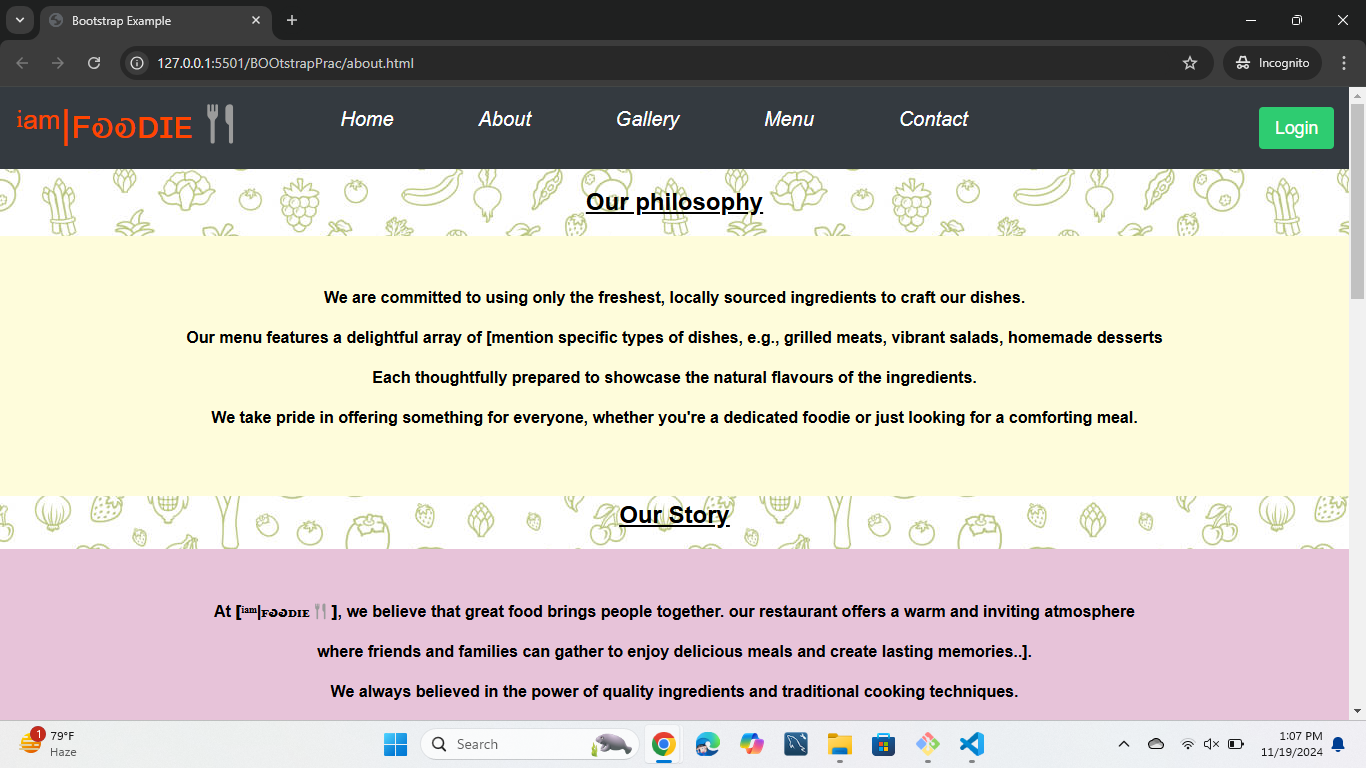 Bootstrap Example
127.0.0.1:5501/BOOtstrapPrac/about.html
Incognito
ⁱᵃᵐ|FᘐᘐDIE🍴
Home About Gallery Menu Contact
Login
Our philosophy
We are committed to using only the freshest, locally sourced ingredients to craft our dishes.
Our menu features a delightful array of [mention specific types of dishes, e.g., grilled meats, vibrant salads, homemade desserts
Each thoughtfully prepared to showcase the natural flavours of the ingredients.
We take pride in offering something for everyone, whether you're a dedicated foodie or just looking for a comforting meal.
Our Story
At [ⁱᵃᵐ|FᘐᘐDIE🍴], we believe that great food brings people together. our restaurant offers a warm and inviting atmosphere
where friends and families can gather to enjoy delicious meals and create lasting memories..].
We always believed in the power of quality ingredients and traditional cooking techniques.
1
79°F
Haze
Search
1:07 PM
11/19/2024